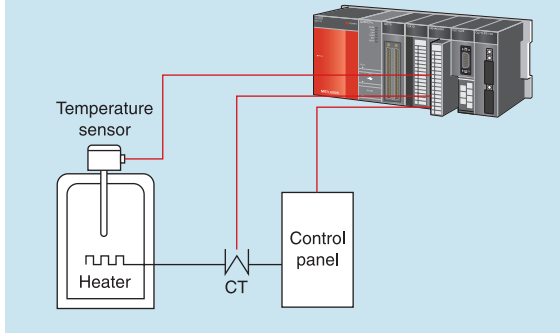 Temperature
sensor
Heater
CT
Control
panel